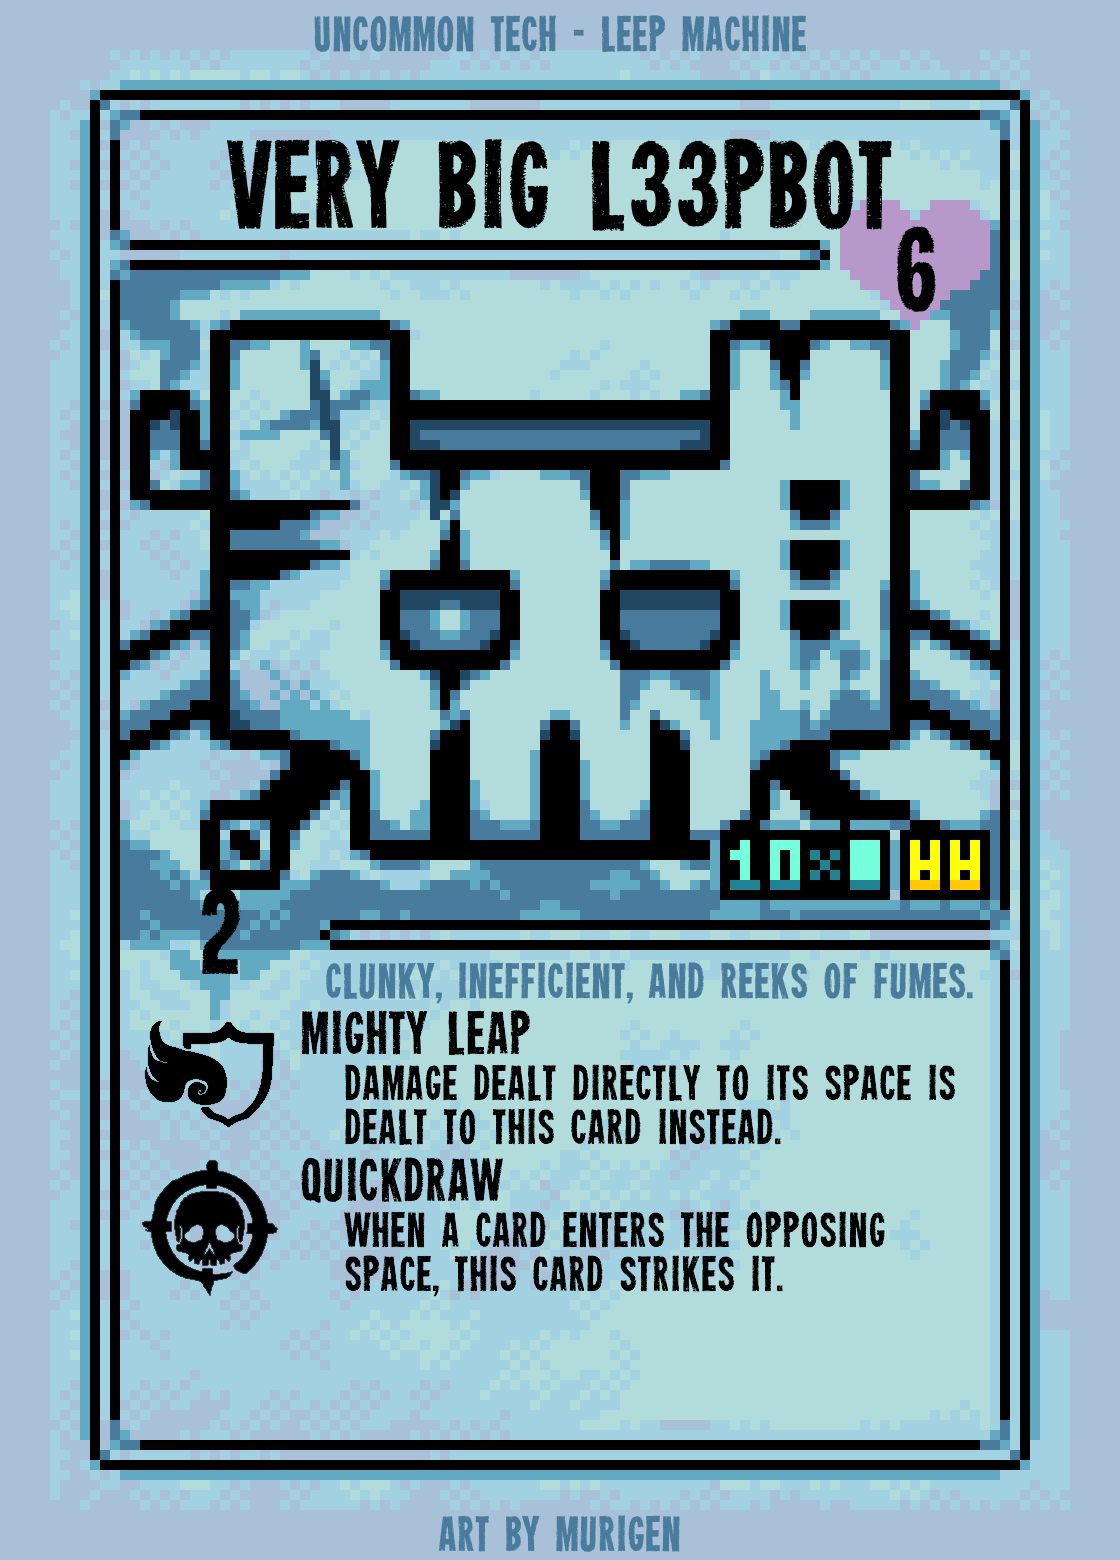 UNCOMMON TECH - LEEP MACHINE
VERY BIG L33PBOT
6
10×
2
CLUNKY, INEFFICIENT, AND REEKS OF FUMES.
MIGHTY LEAP
DAMAGE DEALT DIRECTLY TO ITS SPACE IS
DEALT TO THIS CARD INSTEAD.
QUICKDRAW
WHEN A CARD ENTERS THE OPPOSING
SPACE, THIS CARD STRIKES IT.
ART BY MURIGEN